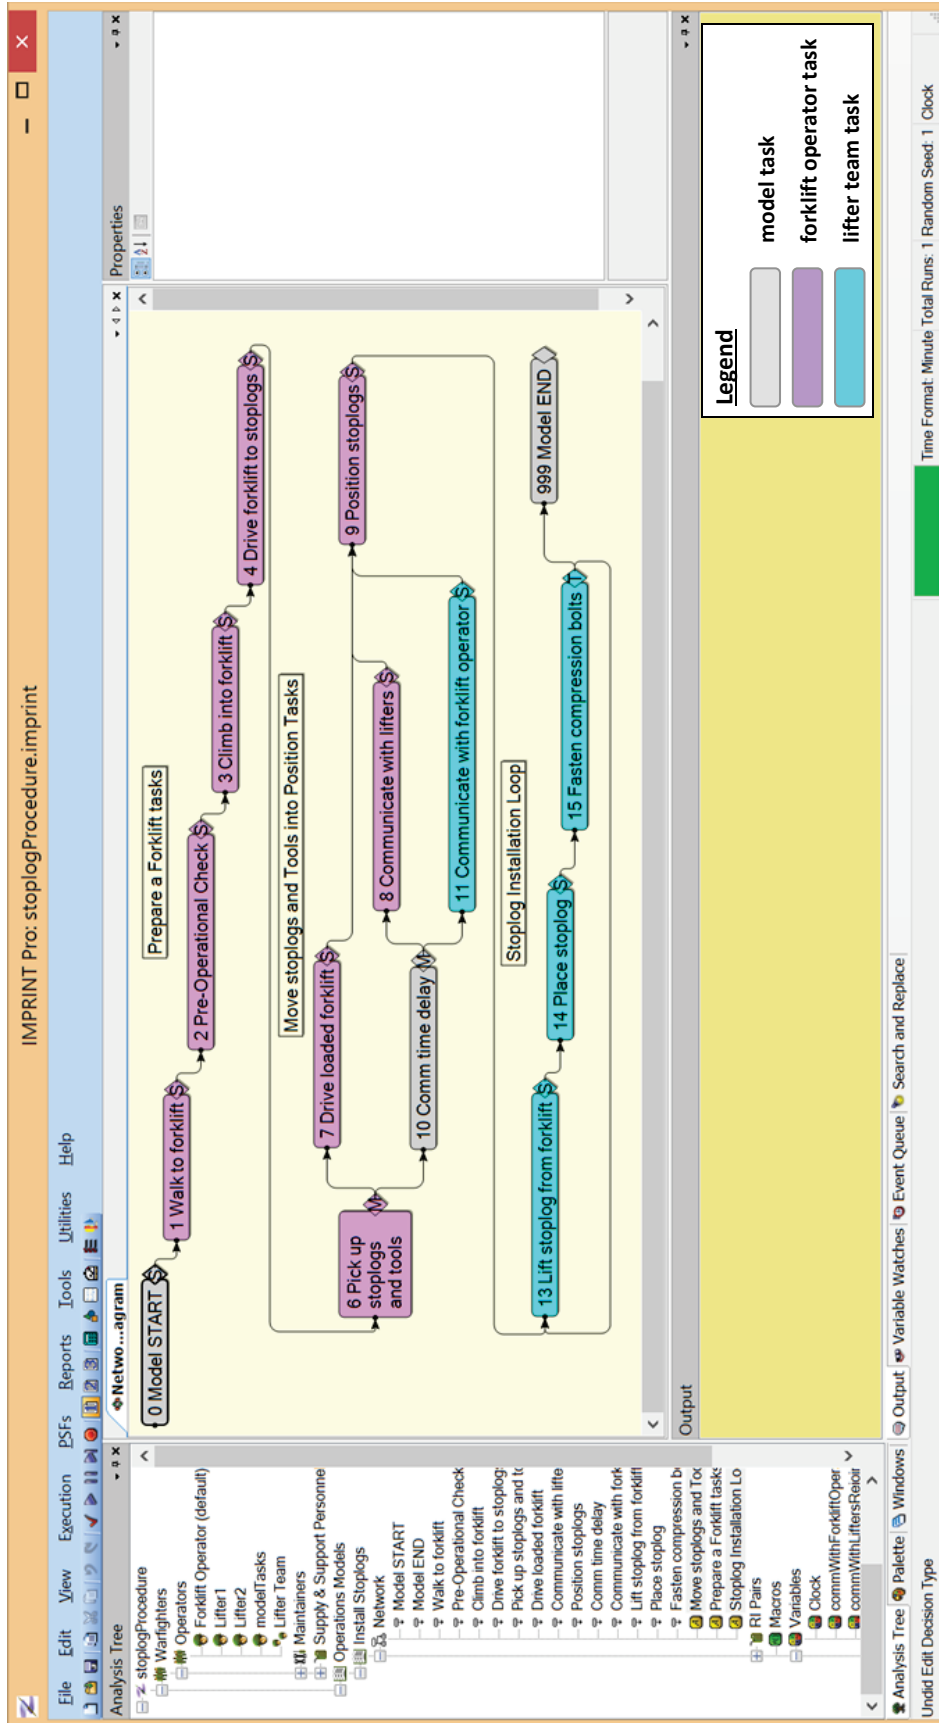 IMPRINT Pro: stoplogProcedure.imprint
File Edit View Execution PSFs Reports Tools Utilities Help
Analysis Tree
stoplogProcedure
Warfighters
Operators
Forklift Operator (default)
Lifter1
Lifter2
modelTasks
Lifter Team
Maintainers
Supply & Support Personne
Operations Models
Install Stoplogs
Network
Model START
Model END
Walk to forklift
Pre-Operational Check
Climb into forklift
Drive forklift to stoplog:
Pick up stoplogs and to
Drive loaded forklift
Communicate with lifte
Position stoplogs
Comm time delay
Communicate with fork
Lift stoplog from forklift
Place stoplog
Fasten compression b
Move stoplogs and Too
Prepare a Forklift tasks
Stoplog Installation Lo
RI Pairs
Macros
Variables
Clock
commWithForkliftOper
commWithLiftersRejoin
Analysis Tree Palette Windows
Netwo...agram
0 Model START S
1 Walk to forklift S
2 Pre-Operational Check S
3 Climb into forklift S
4 Drive forklift to stoplogs S
Prepare a Forklift tasks
Move stoplogs and Tools into Position Tasks
6 Pick up
stoplogs
and tools
M
7 Drive loaded forklift S
8 Communicate with lifters S
9 Position stoplogs S
10 Comm time delay M
11 Communicate with forklift operator S
Stoplog Installation Loop
13 Lift stoplog from forklift S
14 Place stoplog S
15 Fasten compression bolts T
999 Model END
Properties
Output
Legend
model task
forklift operator task
lifter team task
Output Variable Watches Event Queue Search and Replace
Undid Edit Decision Type
Time Format: Minute Total Runs: 1 Random Seed: 1 Clock